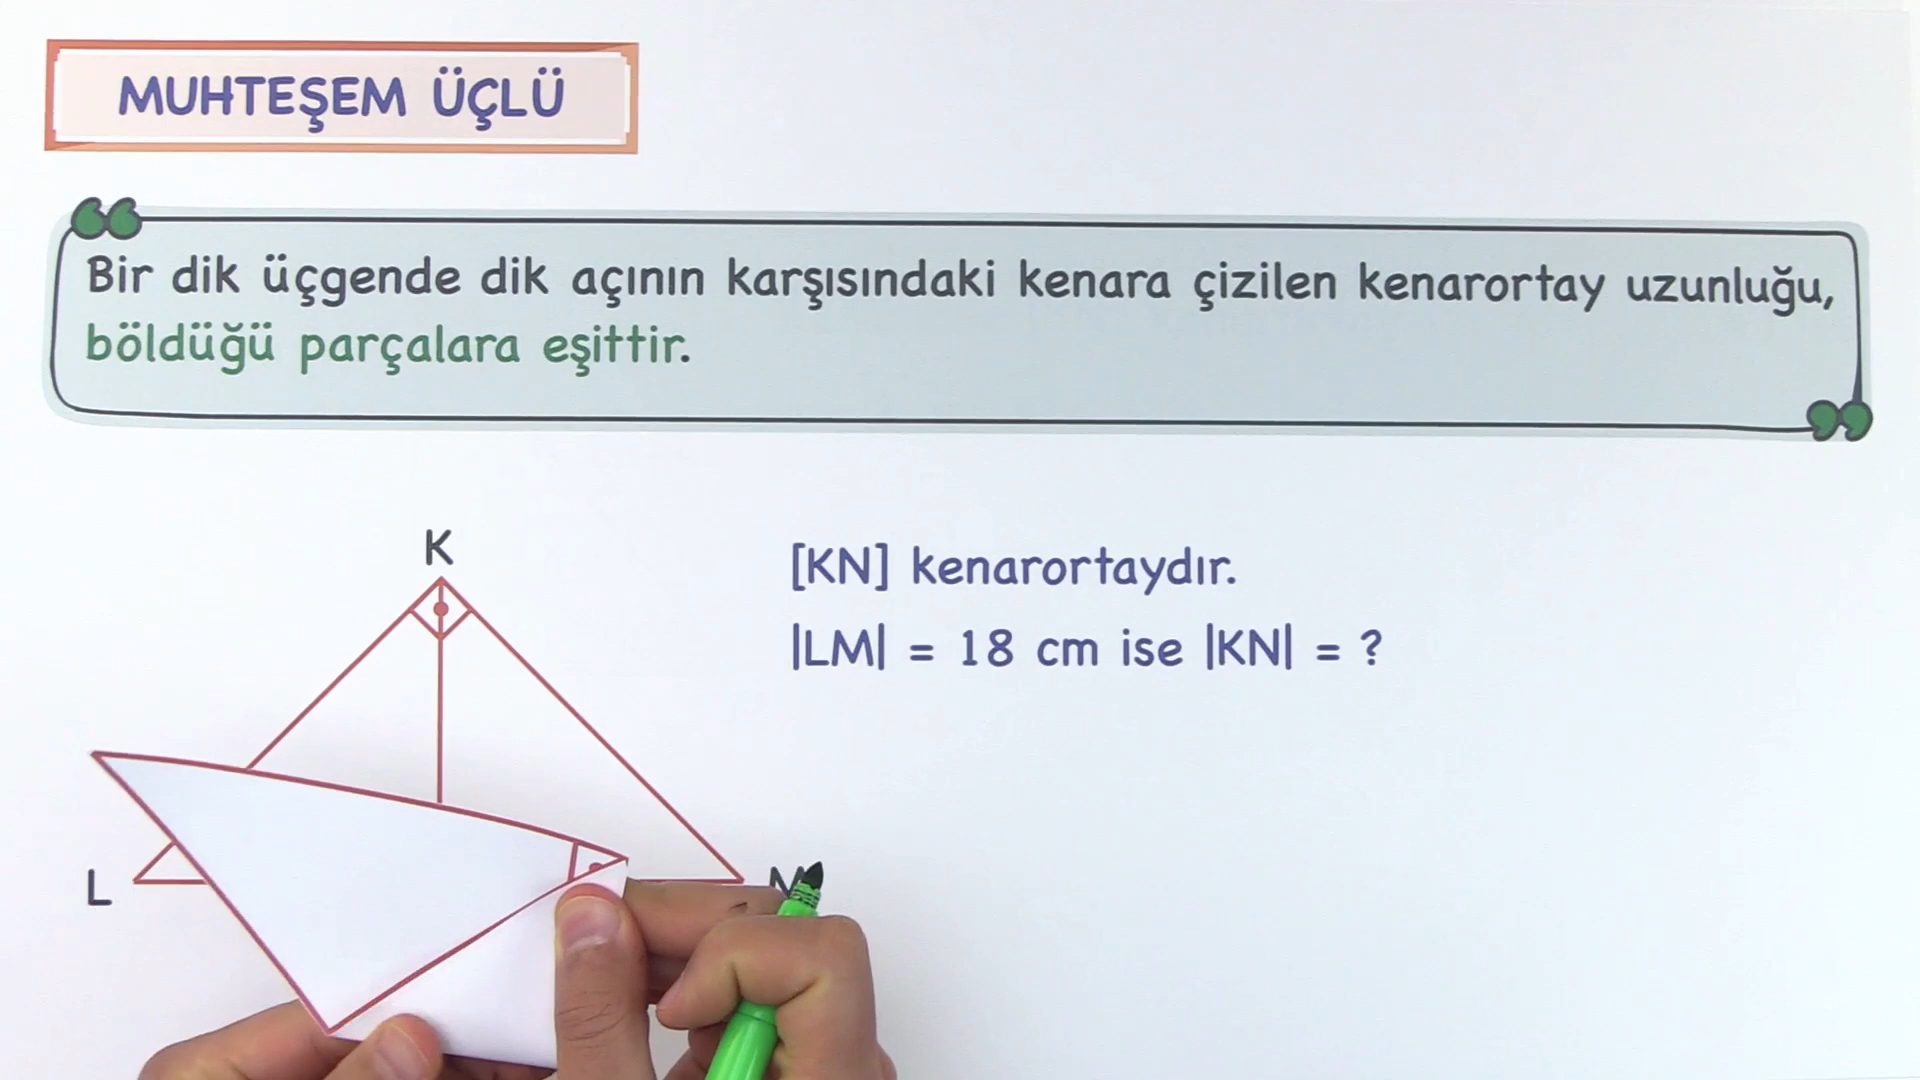 MUHTEŞEM ÜÇLÜ
Bir dik üçgende dik açının karşısındaki kenara çizilen kenarortay uzunluğu,
böldüğü parçalara eşittir.
K
[KN] kenarortaydır.
|LM| = 18 cm ise |KN| = ?
L